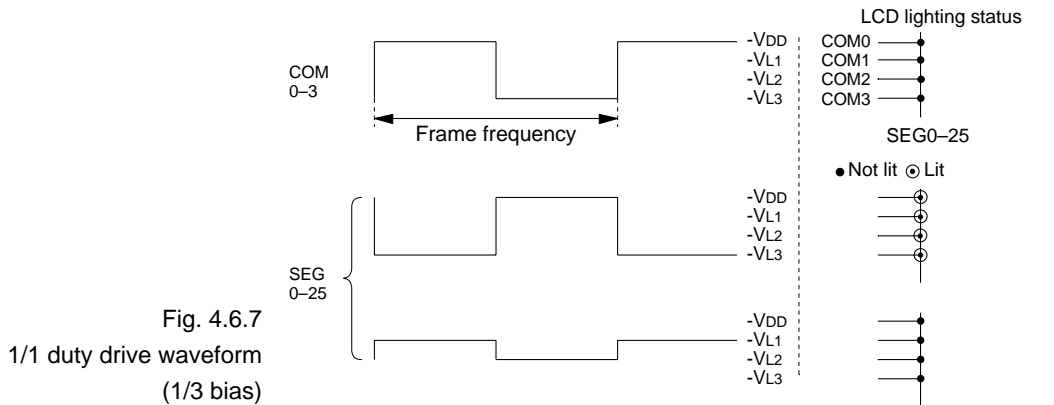 LCD lighting status
COM
0–3
-VDD
-VL1
-VL2
-VL3
COM0
COM1
COM2
COM3
Frame frequency
SEG0–25
Not lit Lit
SEG
0–25
-VDD
-VL1
-VL2
-VL3
-VDD
-VL1
-VL2
-VL3
Fig. 4.6.7
1/1 duty drive waveform
(1/3 bias)